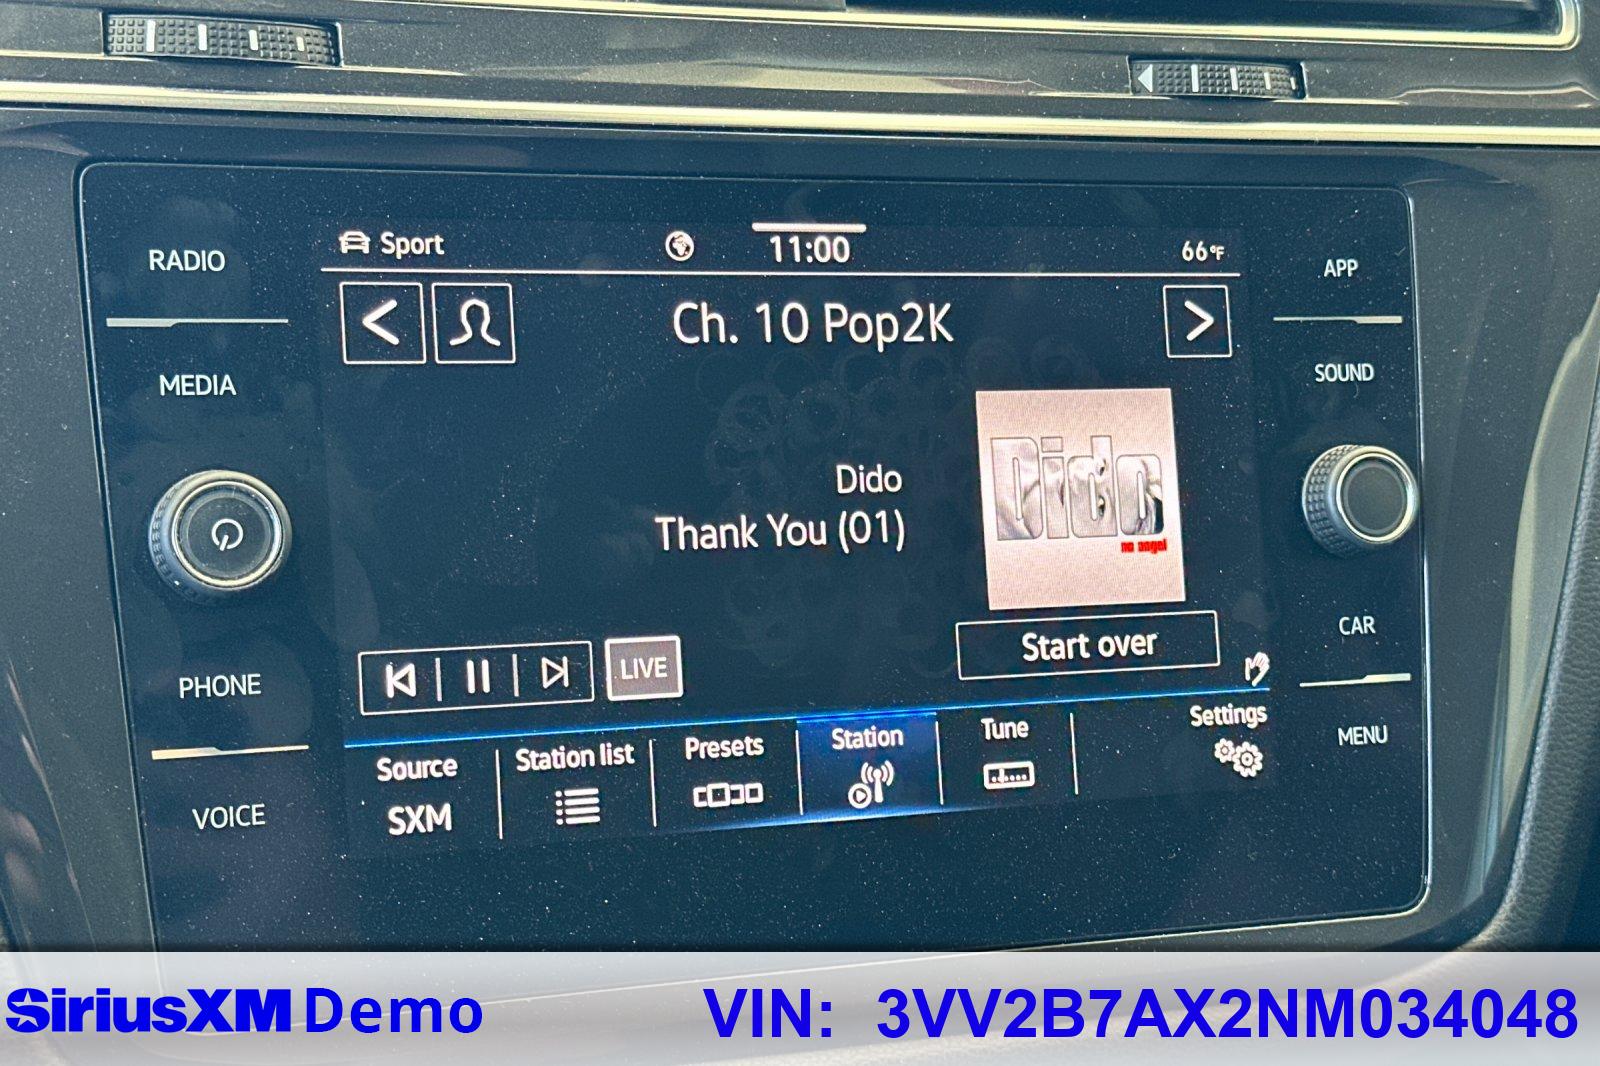 Sport
11:00
66°F
Ch. 10 Pop2K
RADIO
MEDIA
PHONE
VOICE
Dido
Thank You (01)
Dido
no angel
Start over
LIVE
Source
SXM
Station list
Presets
Station
Tune
Settings
APP
SOUND
CAR
MENU
SiriusXM Demo
VIN: 3VV2B7AX2NM034048